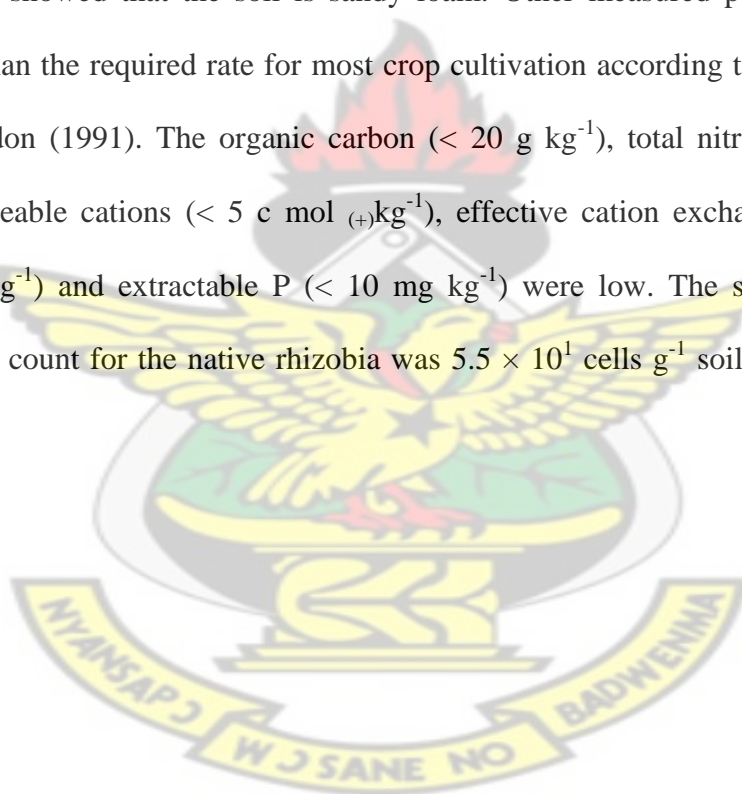 showed that the soil is sandy loam. Other measured p
an the required rate for most crop cultivation according t
don (1991). The organic carbon (< 20 g kg⁻¹), total nitr
eable cations (< 5 c mol ₍₊₎kg⁻¹), effective cation excha
g⁻¹) and extractable P (< 10 mg kg⁻¹) were low. The s
count for the native rhizobia was 5.5 × 10¹ cells g⁻¹ soil
NYANSAPƆ WƆ SANE NO BADWENMA